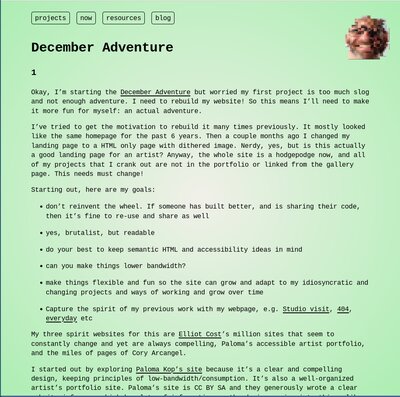 projects now resources blog
December Adventure
1
Okay, I’m starting the December Adventure but worried my first project is too much slog
and not enough adventure. I need to rebuild my website! So this means I’ll need to make
it more fun for myself: an actual adventure.
I’ve tried to get the motivation to rebuild it many times previously. It mostly looked
like the same homepage for the past 6 years. Then a couple months ago I changed my
landing page to a HTML only page with dithered image. Nerdy, yes, but is this actually
a good landing page for an artist? Anyway, the whole site is a hodgepodge now, and all
of my projects that I crank out are not in the portfolio or linked from the gallery
page. This needs must change!
Starting out, here are my goals:
• don’t reinvent the wheel. If someone has built better, and is sharing their code,
then it’s fine to re-use and share as well
• yes, brutalist, but readable
• do your best to keep semantic HTML and accessibility ideas in mind
• can you make things lower bandwidth?
• make things flexible and fun so the site can grow and adapt to my idiosyncratic and
changing projects and ways of working and grow over time
• Capture the spirit of my previous work with my webpage, e.g. Studio visit, 404,
everyday etc
My three spirit websites for this are Elliot Cost’s million sites that seem to
constantly change and yet are always compelling, Paloma’s accessible artist portfolio,
and the miles of pages of Cory Arcangel.
I started out by exploring Paloma Kop’s site because it’s a clear and compelling
design, keeping principles of low-bandwidth/consumption. It’s also a well-organized
artist’s portfolio site. Paloma’s site is CC BY SA and they generously wrote a clear